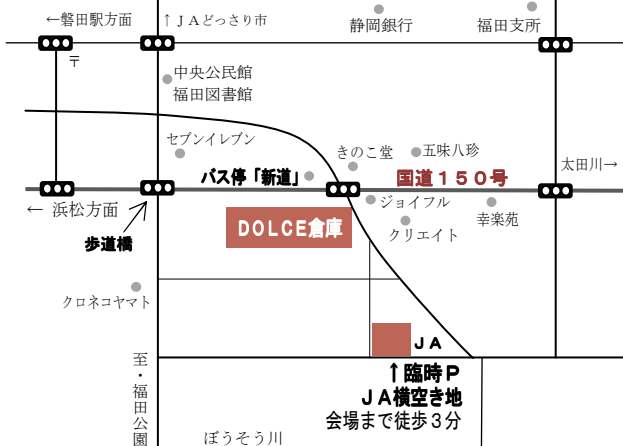 ←磐田駅方面
↑ＪＡどっさり市
静岡銀行
福田支所
〒
中央公民館
福田図書館
セブンイレブン
きのこ堂
五味八珍
太田川→
バス停「新道」
国道１５０号
← 浜松方面
ジョイフル
幸楽苑
歩道橋
DOLCE倉庫
クリエイト
クロネコヤマト
ＪＡ
至・福田公園
↑臨時Ｐ
ＪＡ横空き地
会場まで徒歩３分
ぼうそう川